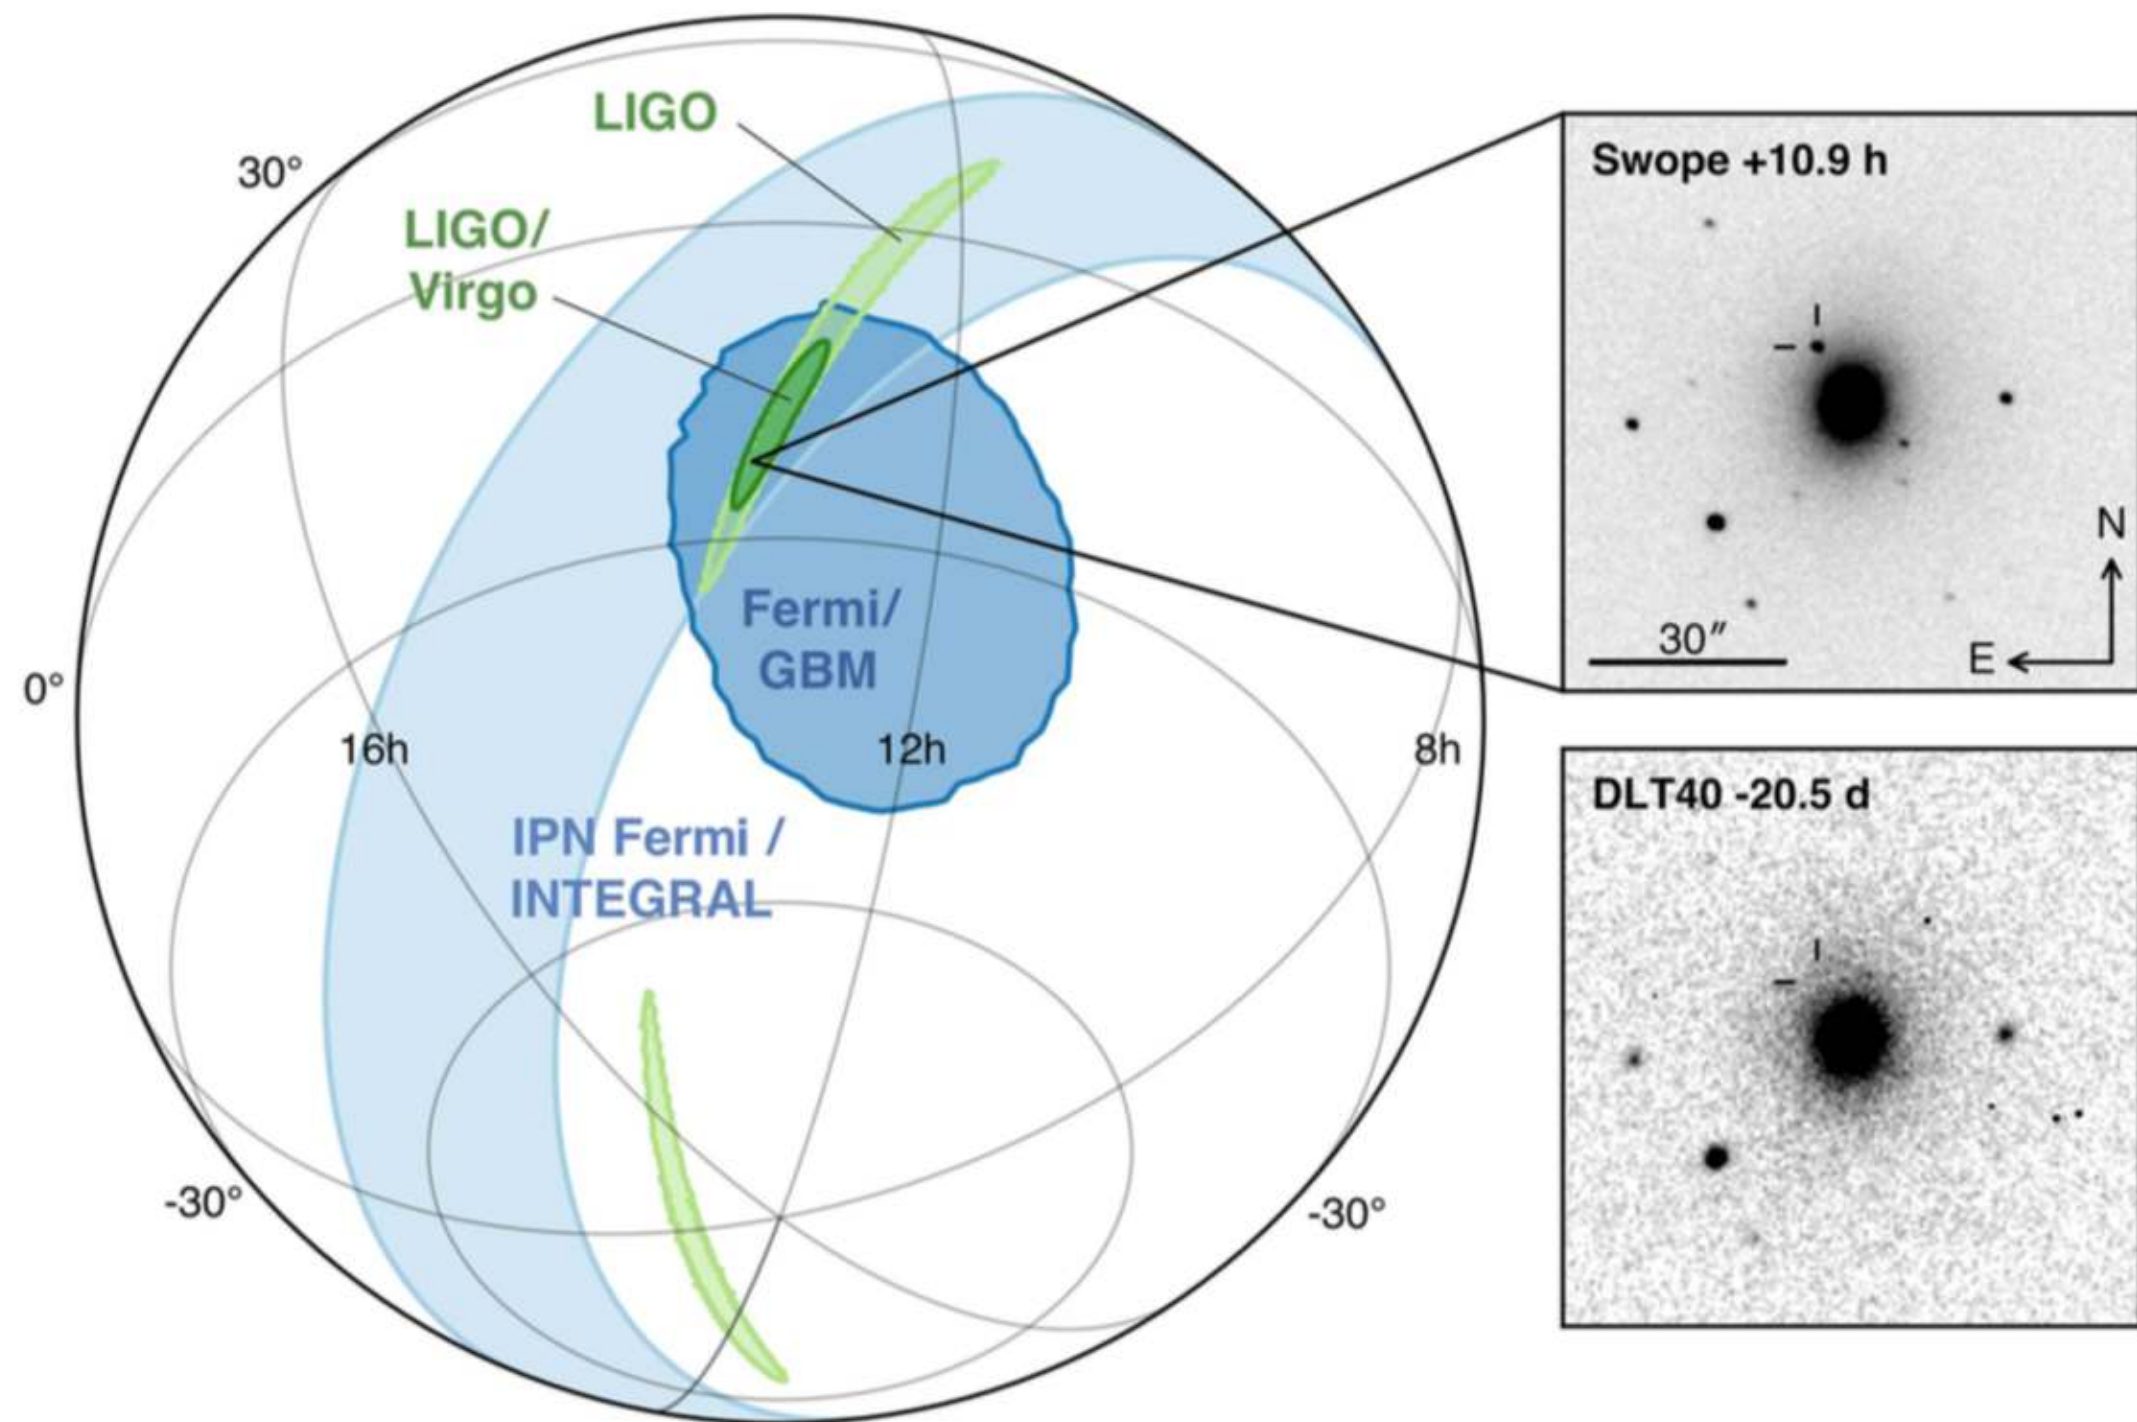 LIGO
30°
LIGO/
Virgo
Fermi/
GBM
0°
16h
12h
8h
IPN Fermi /
INTEGRAL
-30°
-30°
Swope +10.9 h
N
30″
E
DLT40 -20.5 d